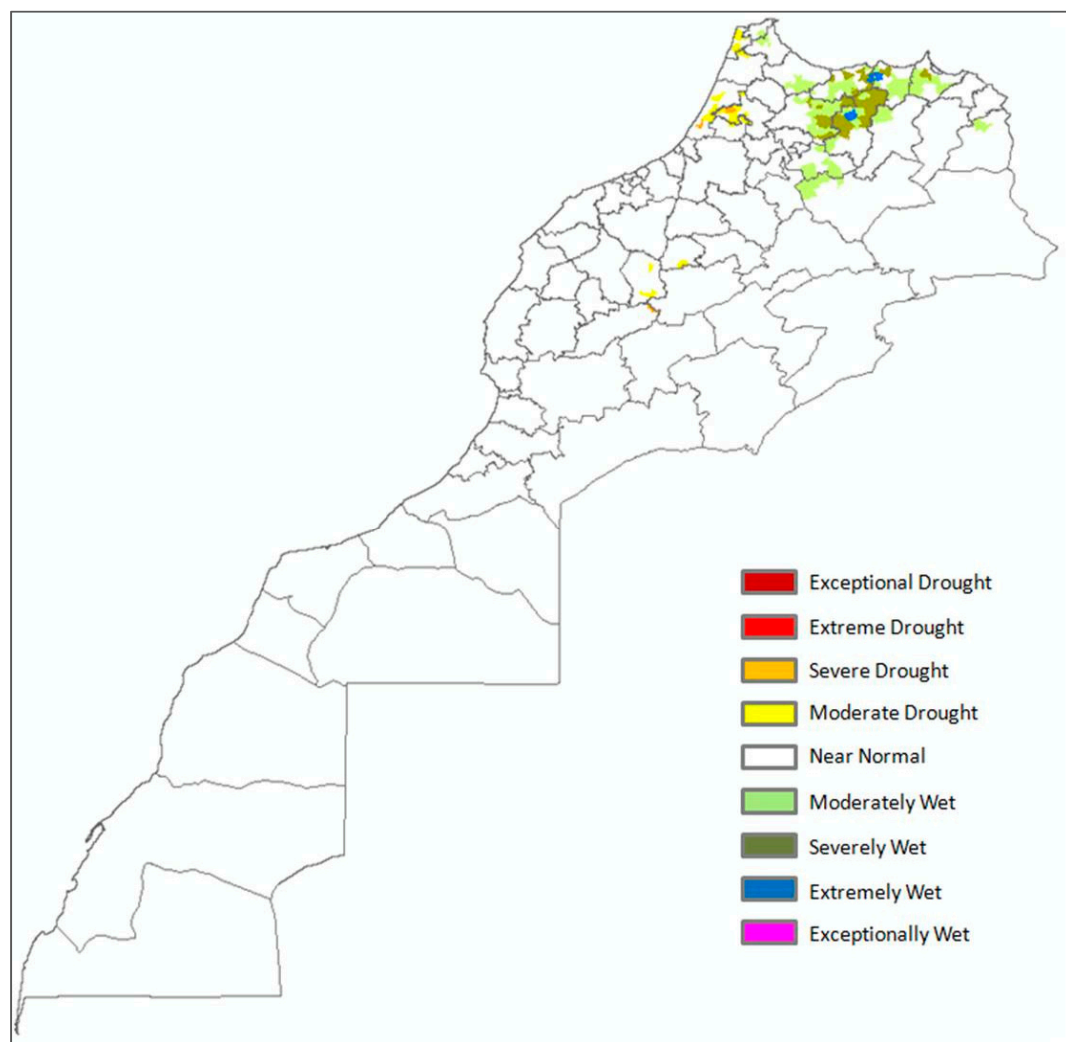 Exceptional Drought
Extreme Drought
Severe Drought
Moderate Drought
Near Normal
Moderately Wet
Severely Wet
Extremely Wet
Exceptionally Wet